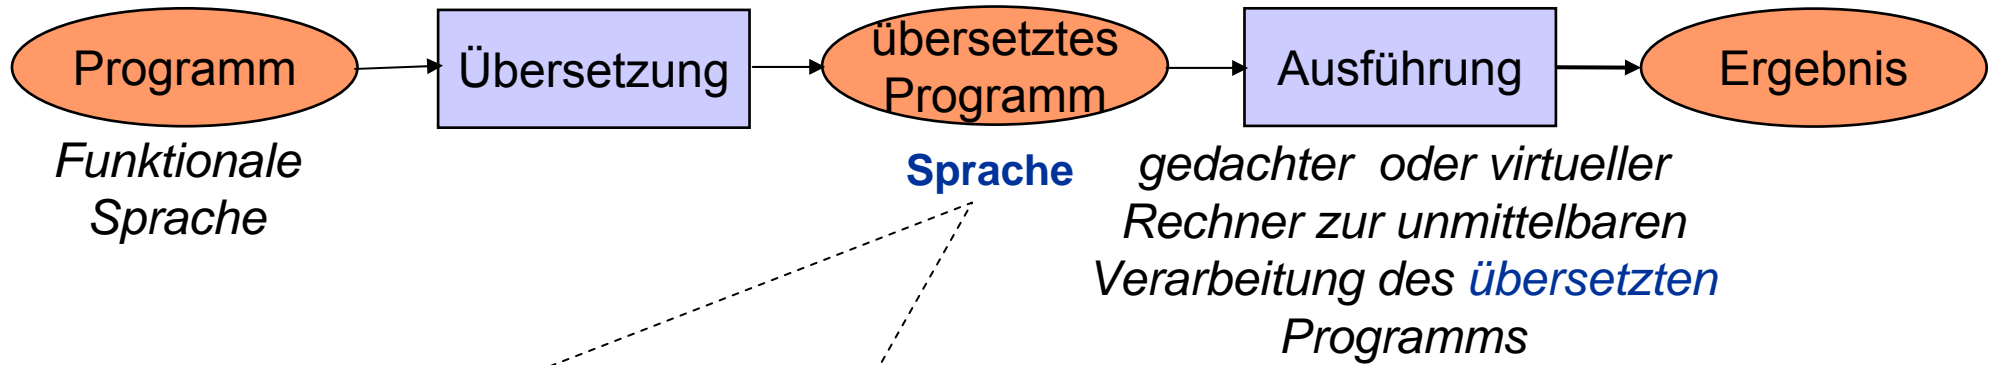 Programm
Übersetzung
übersetztes
Programm
Ausführung
Ergebnis
Funktionale
Sprache
Sprache
gedachter oder virtueller
Rechner zur unmittelbaren
Verarbeitung des übersetzten
Programms